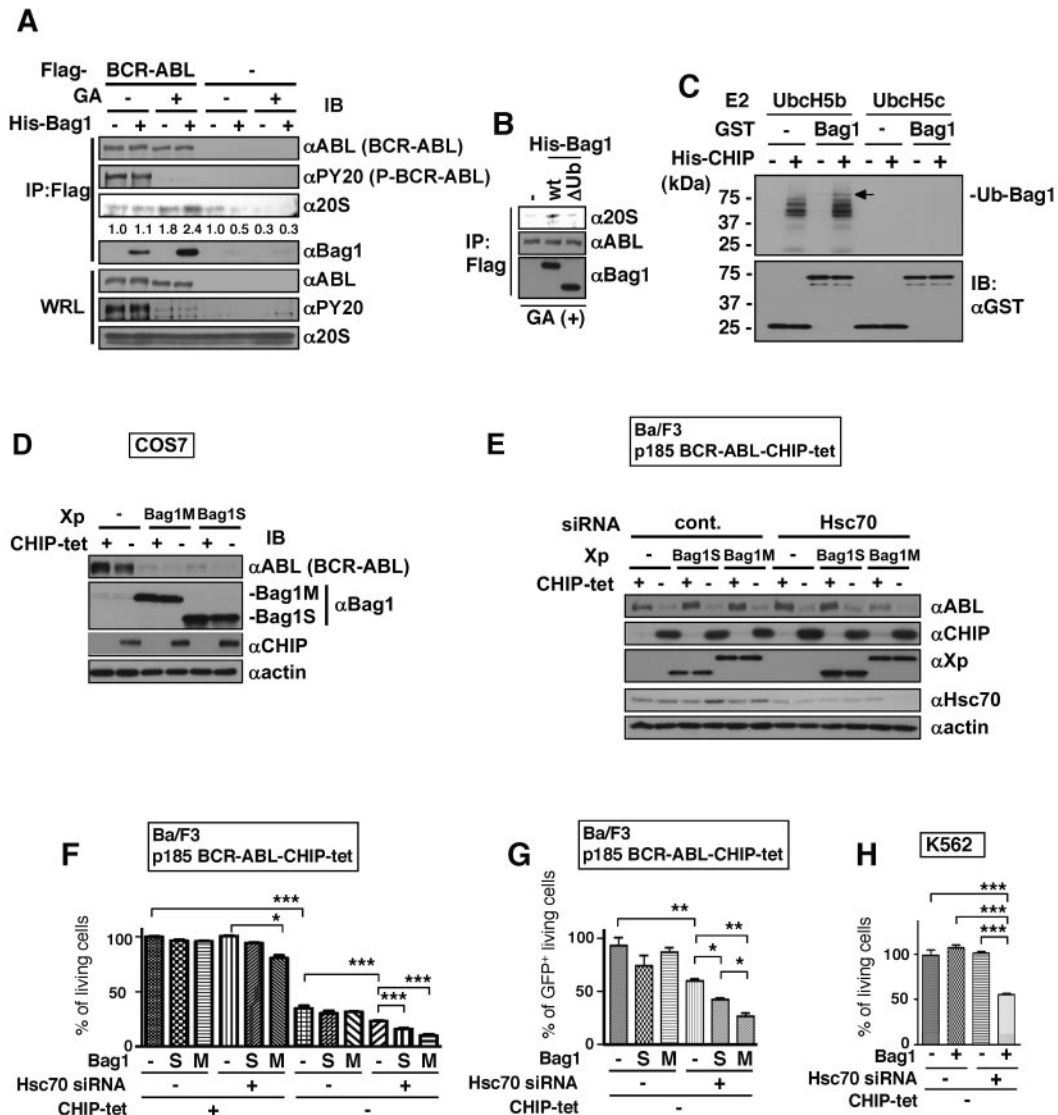 A
Flag- BCR-ABL -
GA - + - + IB
His-Bag1 - + - + - + - +
IP:Flag
αABL (BCR-ABL)
αPY20 (P-BCR-ABL)
α20S
1.0 1.1 1.8 2.4 1.0 0.5 0.3 0.3
αBag1
WRL
αABL
αPY20
α20S
B
His-Bag1
- wt ΔUb
IP: Flag
α20S
αABL
αBag1
GA (+)
C
E2 UbcH5b UbcH5c
GST - Bag1 - Bag1
His-CHIP - + - + - + - +
(kDa)
75 -
50 -
37 -
25 -
-Ub-Bag1
75 -
37 -
25 -
IB:
αGST
D
COS7
Xp - Bag1M Bag1S
CHIP-tet + - + - + - IB
αABL (BCR-ABL)
-Bag1M
-Bag1S
αBag1
αCHIP
αactin
E
Ba/F3
p185 BCR-ABL-CHIP-tet
siRNA cont. Hsc70
Xp - Bag1S Bag1M - Bag1S Bag1M
CHIP-tet + - + - + - + - + - + -
αABL
αCHIP
αXp
αHsc70
αactin
F
Ba/F3
p185 BCR-ABL-CHIP-tet
% of living cells
100
50
0
***
*
***
***
***
Bag1 - S M - S M - S M - S M
Hsc70 siRNA - + - +
CHIP-tet + -
G
Ba/F3
p185 BCR-ABL-CHIP-tet
% of GFP⁺ living cells
100
50
0
**
**
*
*
Bag1 - S M - S M
Hsc70 siRNA - +
CHIP-tet -
H
K562
% of living cells
100
50
0
***
***
***
Bag1 - + - +
Hsc70 siRNA - +
CHIP-tet -